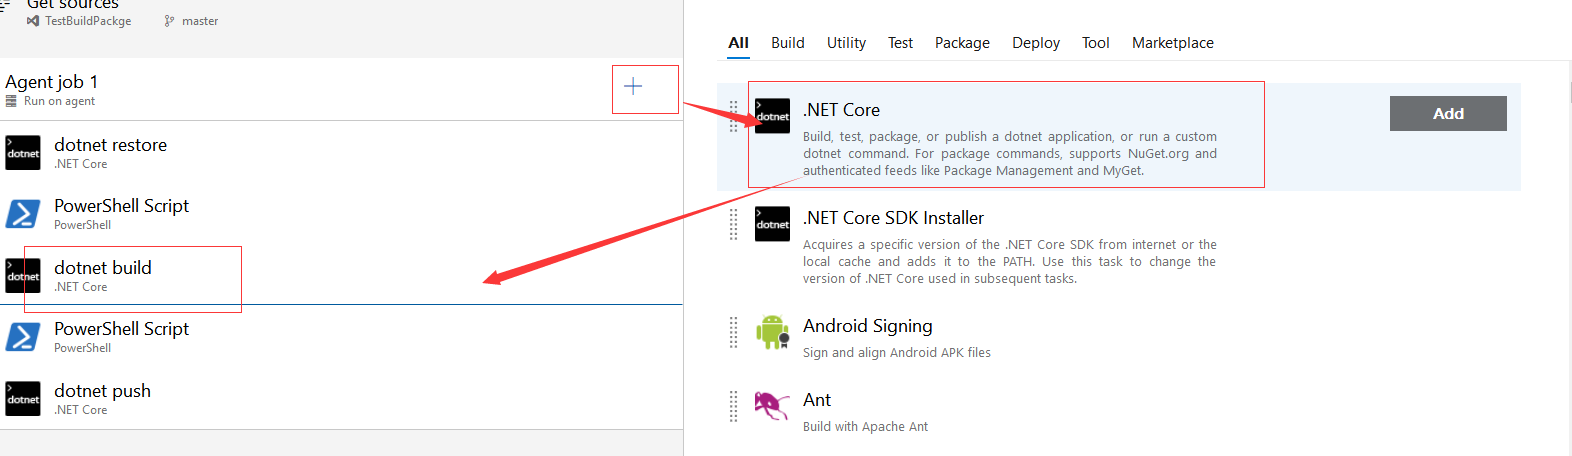 Get sources
TestBuildPackge master
Agent job 1
Run on agent
dotnet restore
.NET Core
PowerShell Script
PowerShell
dotnet build
.NET Core
PowerShell Script
PowerShell
dotnet push
.NET Core
All Build Utility Test Package Deploy Tool Marketplace
.NET Core
Build, test, package, or publish a dotnet application, or run a custom
dotnet command. For package commands, supports NuGet.org and
authenticated feeds like Package Management and MyGet.
Add
.NET Core SDK Installer
Acquires a specific version of the .NET Core SDK from internet or the
local cache and adds it to the PATH. Use this task to change the
version of .NET Core used in subsequent tasks.
Android Signing
Sign and align Android APK files
Ant
Build with Apache Ant
dotnet
dotnet
dotnet
dotnet
dotnet